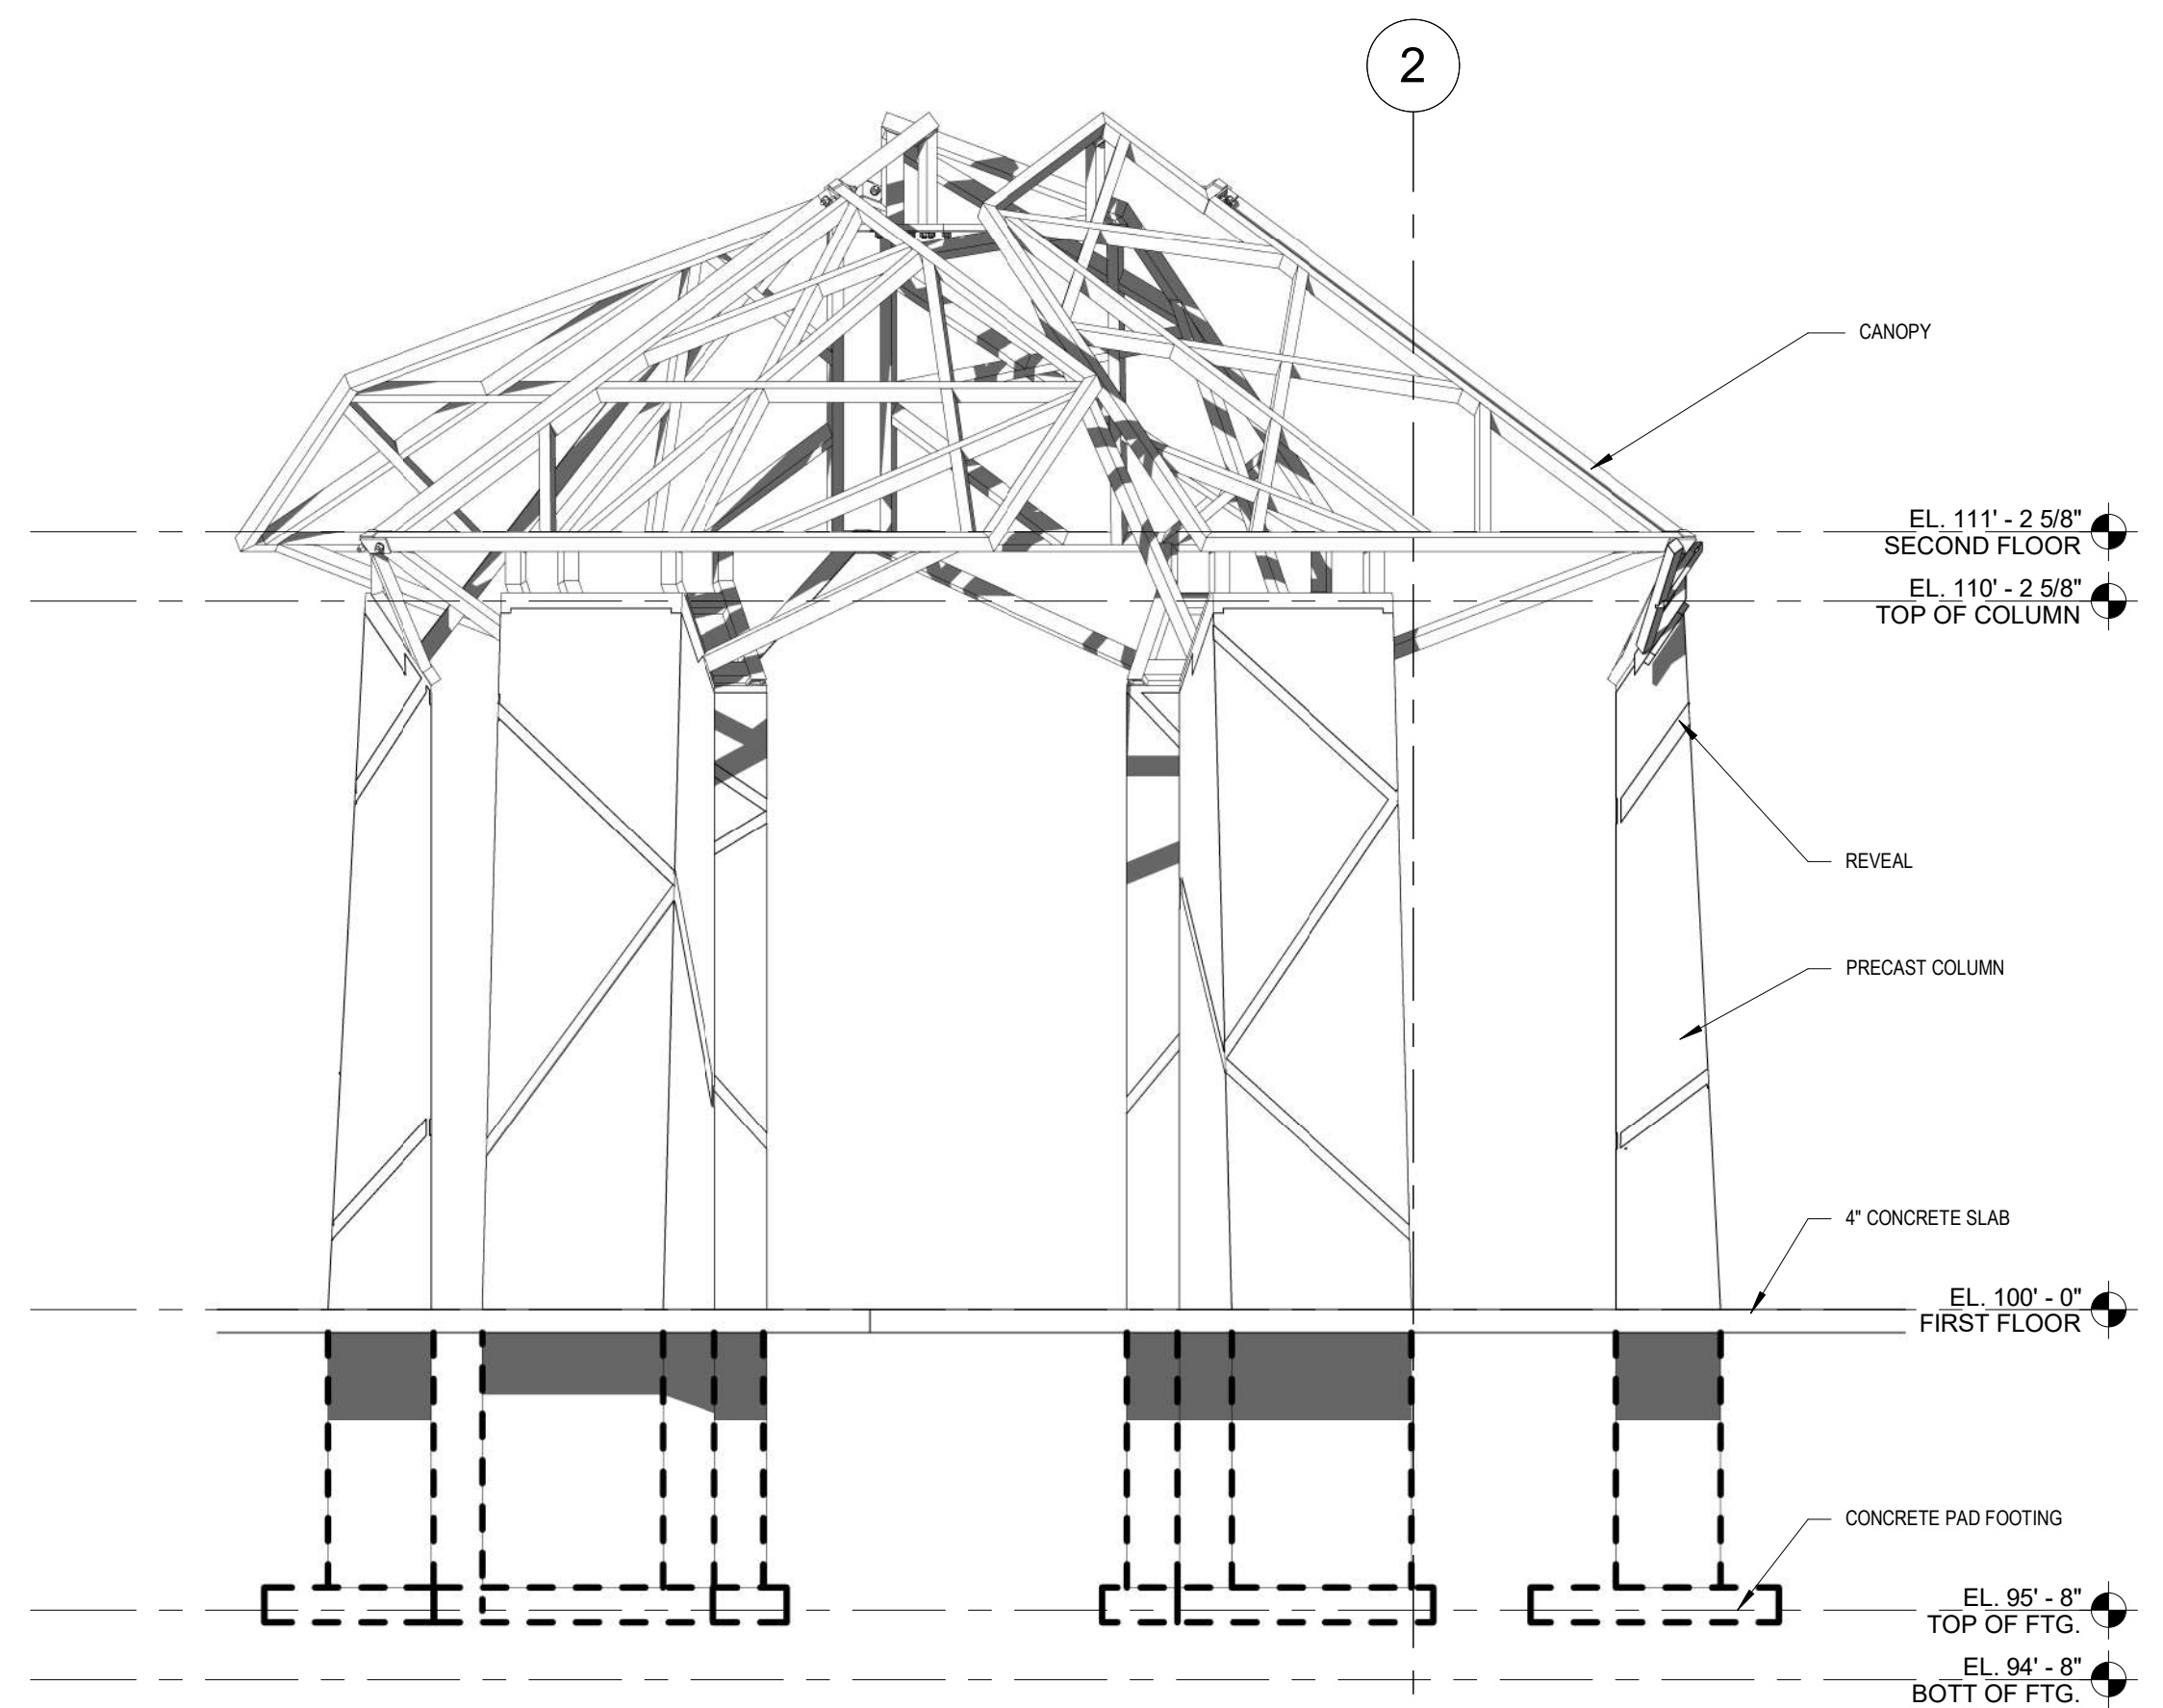 2
CANOPY
EL. 111' - 2 5/8"
SECOND FLOOR
EL. 110' - 2 5/8"
TOP OF COLUMN
REVEAL
PRECAST COLUMN
4" CONCRETE SLAB
EL. 100' - 0"
FIRST FLOOR
CONCRETE PAD FOOTING
EL. 95' - 8"
TOP OF FTG.
EL. 94' - 8"
BOTT OF FTG.